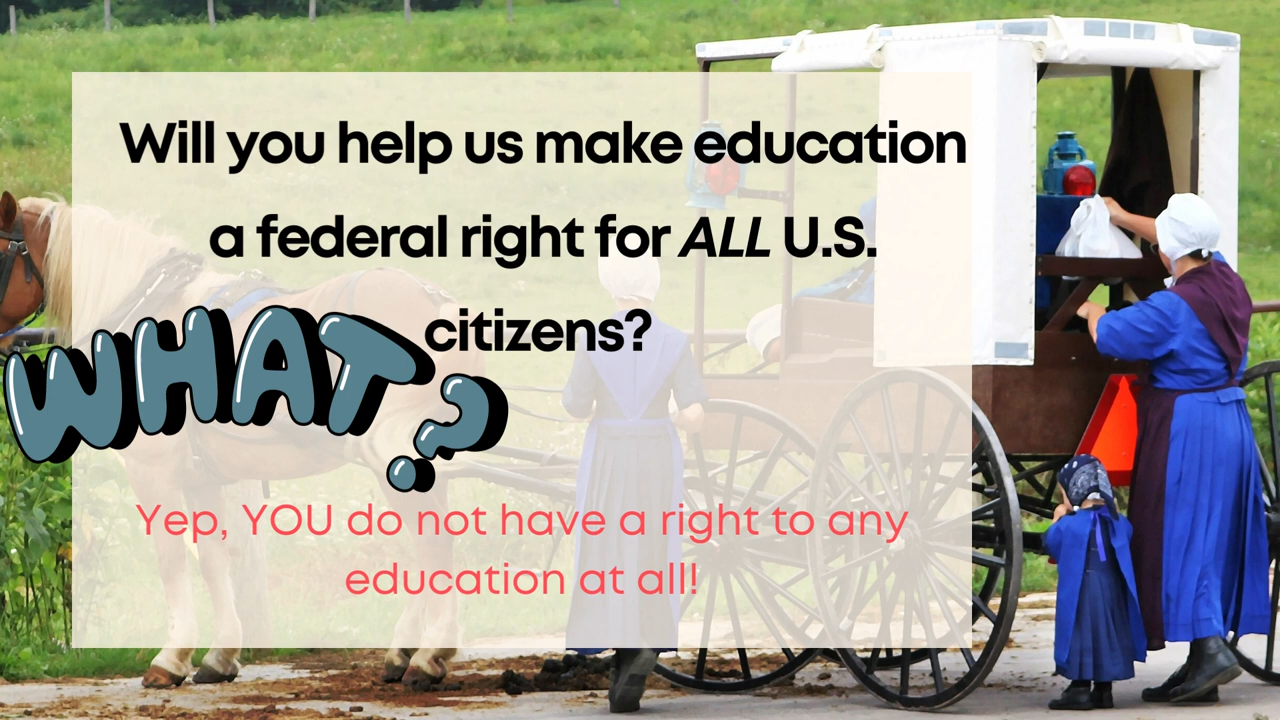 Will you help us make education
a federal right for ALL U.S.
citizens?
WHAT?
Yep, YOU do not have a right to any
education at all!